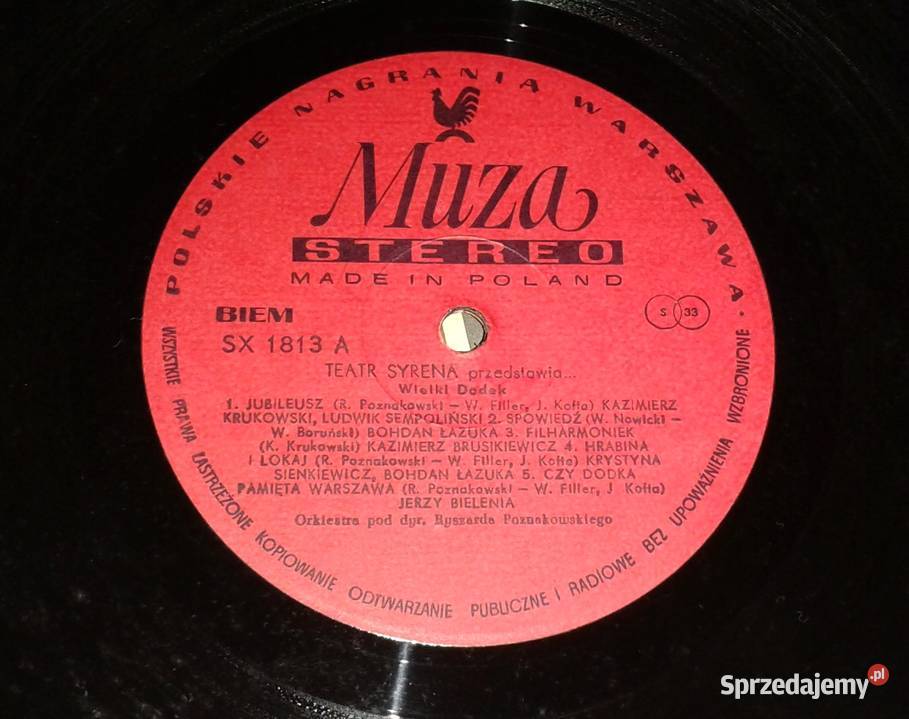 POLSKIE NAGRANIA WARSZAWA •
Muza
STEREO
MADE IN POLAND
BIEM
S 33
SX 1813 A
TEATR SYRENA przedstawia...
Wielki Dodek
1. JUBILEUSZ (R. Poznakowski – W. Filler, J. Kofta) KAZIMIERZ
KRUKOWSKI, LUDWIK SEMPOLIŃSKI 2. SPOWIEDŹ (W. Nowicki –
W. Boruński) BOHDAN ŁAZUKA 3. FILHARMONIEK
(K. Krukowski) KAZIMIERZ BRUSIKIEWICZ 4. HRABINA
I LOKAJ (R. Poznakowski – W. Filler, J. Kofta) KRYSTYNA
SIENKIEWICZ, BOHDAN ŁAZUKA 5. CZY DODKA
PAMIĘTA WARSZAWA (R. Poznakowski – W. Filler, J Kofta)
JERZY BIELENIA
Orkiestra pod dyr. Ryszarda Poznakowskiego
WSZYSTKIE PRAWA ZASTRZEŻONE KOPIOWANIE ODTWARZANIE PUBLICZNE I RADIOWE BEZ UPOWAŻNIENIA WZBRONIONE •
Sprzedajemy.pl